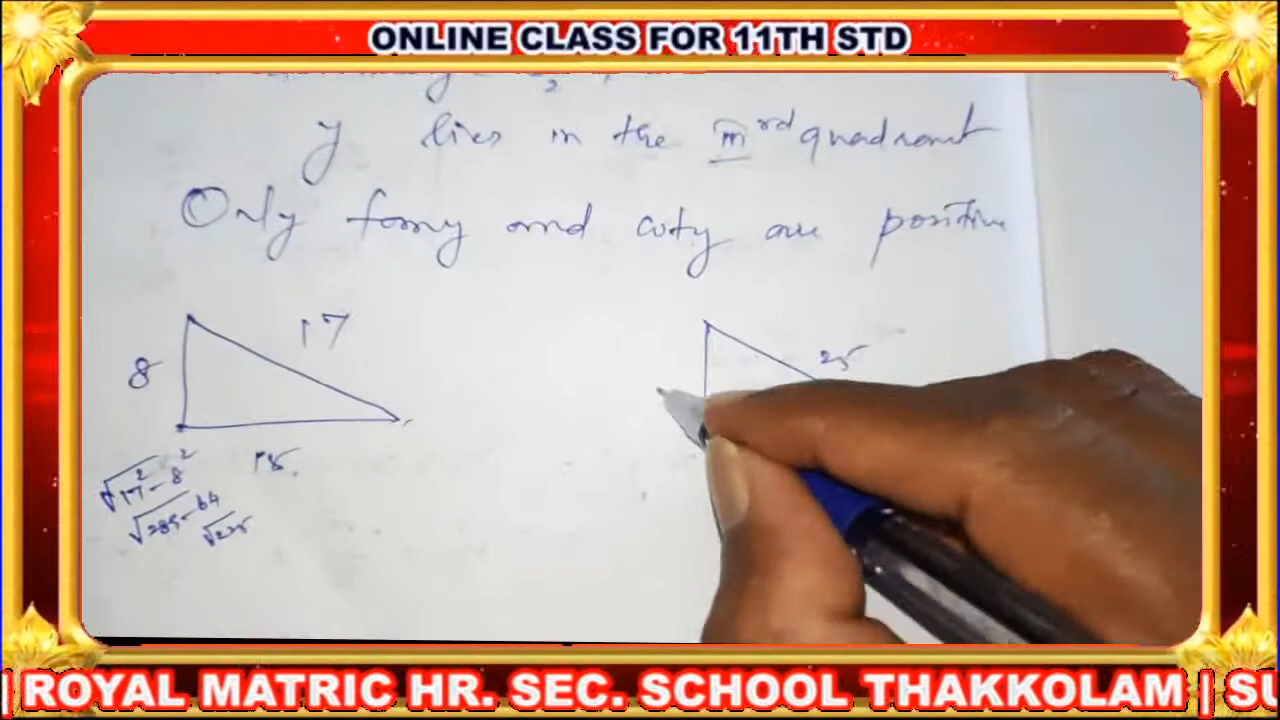 ONLINE CLASS FOR 11TH STD
y lies in the III rd quadrant
Only tany and coty are positive
17
25
8
15
√17² - 8²
√289 - 64
√225
| ROYAL MATRIC HR. SEC. SCHOOL THAKKOLAM | SU